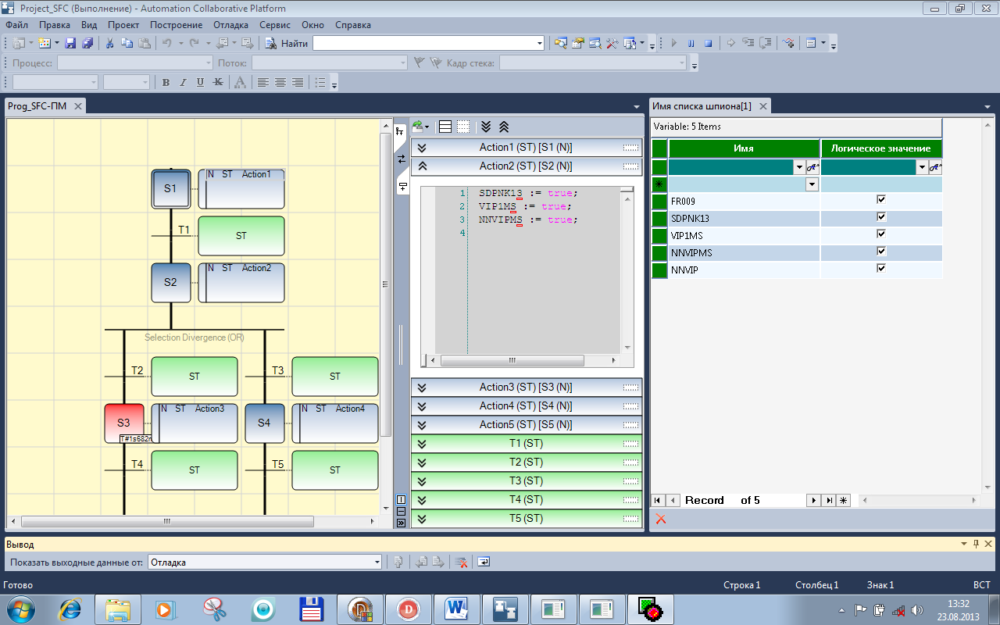 Project_SFC (Выполнение) - Automation Collaborative Platform
Файл Правка Вид Проект Построение Отладка Сервис Окно Справка
Найти
Процесс: Поток: Кадр стека:
B I U K A
Prog_SFC-ПМ
S1
N ST Action1
T1
ST
S2
N ST Action2
Selection Divergence (OR)
T2
ST
T3
ST
S3
T#1s682m
N ST Action3
S4
N ST Action4
T4
ST
T5
ST
Action1 (ST) [S1 (N)]
Action2 (ST) [S2 (N)]
1 SDPNK13 := true;
2 VIP1MS := true;
3 NNVIPMS := true;
4
Action3 (ST) [S3 (N)]
Action4 (ST) [S4 (N)]
Action5 (ST) [S5 (N)]
T1 (ST)
T2 (ST)
T3 (ST)
T4 (ST)
T5 (ST)
Имя списка шпиона[1]
Variable: 5 Items
Имя Логическое значение
FR009
SDPNK13
VIP1MS
NNVIPMS
NNVIP
Record of 5
Вывод
Показать выходные данные от: Отладка
Готово Строка 1 Столбец 1 Знак 1 ВСТ
13:32
23.08.2013